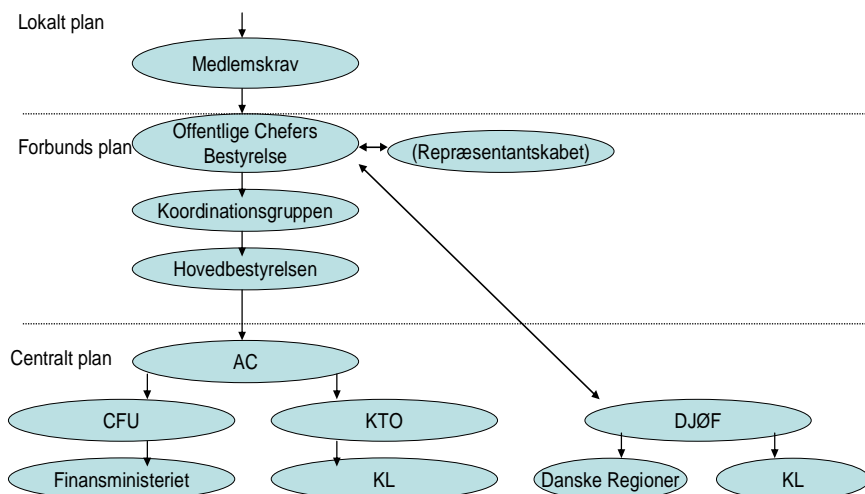 Lokalt plan
Medlemskrav
Forbunds plan
Offentlige Chefers
Bestyrelse
(Repræsentantskabet)
Koordinationsgruppen
Hovedbestyrelsen
Centralt plan
AC
CFU
KTO
DJØF
Finansministeriet
KL
Danske Regioner
KL